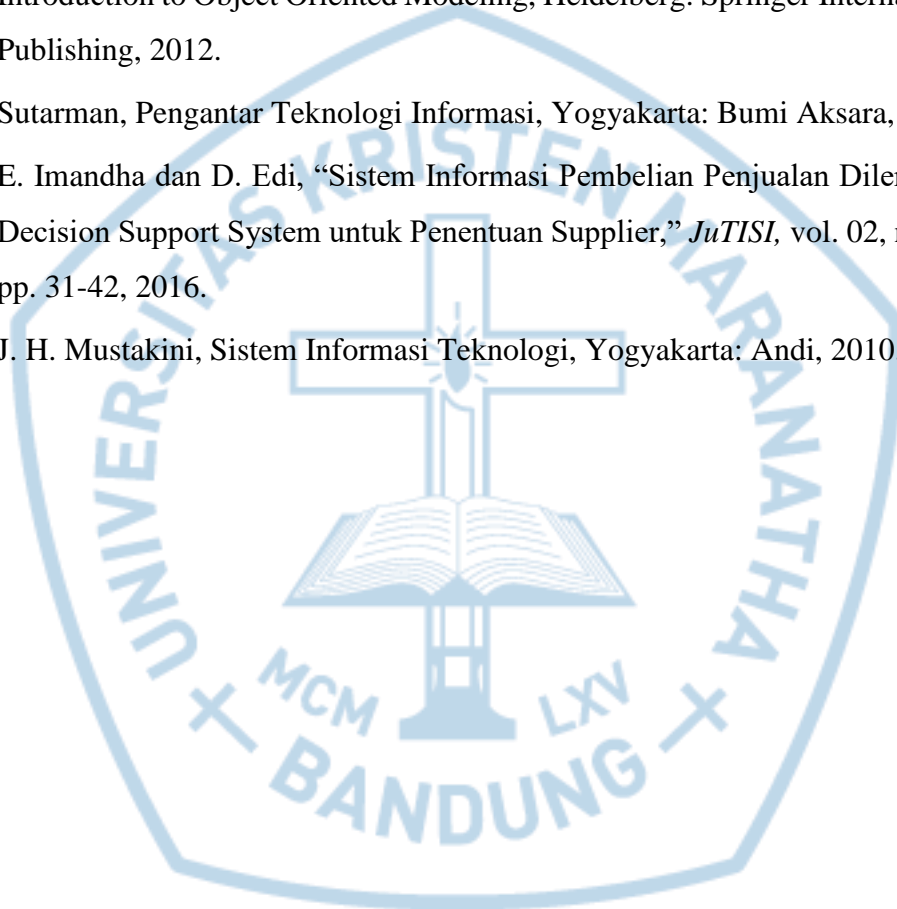 Introduction to Object Oriented Modeling, Heidelberg: Springer
Publishing, 2012.
Sutarman, Pengantar Teknologi Informasi, Yogyakarta: Bumi Aksara,
E. Imandha dan D. Edi, “Sistem Informasi Pembelian Penjualan
Decision Support System untuk Penentuan Supplier,” JuTISI, vol. 02,
pp. 31-42, 2016.
J. H. Mustakini, Sistem Informasi Teknologi, Yogyakarta: Andi, 2010
UNIVERSITAS KRISTEN MARANATHA
MCM LXV
BANDUNG